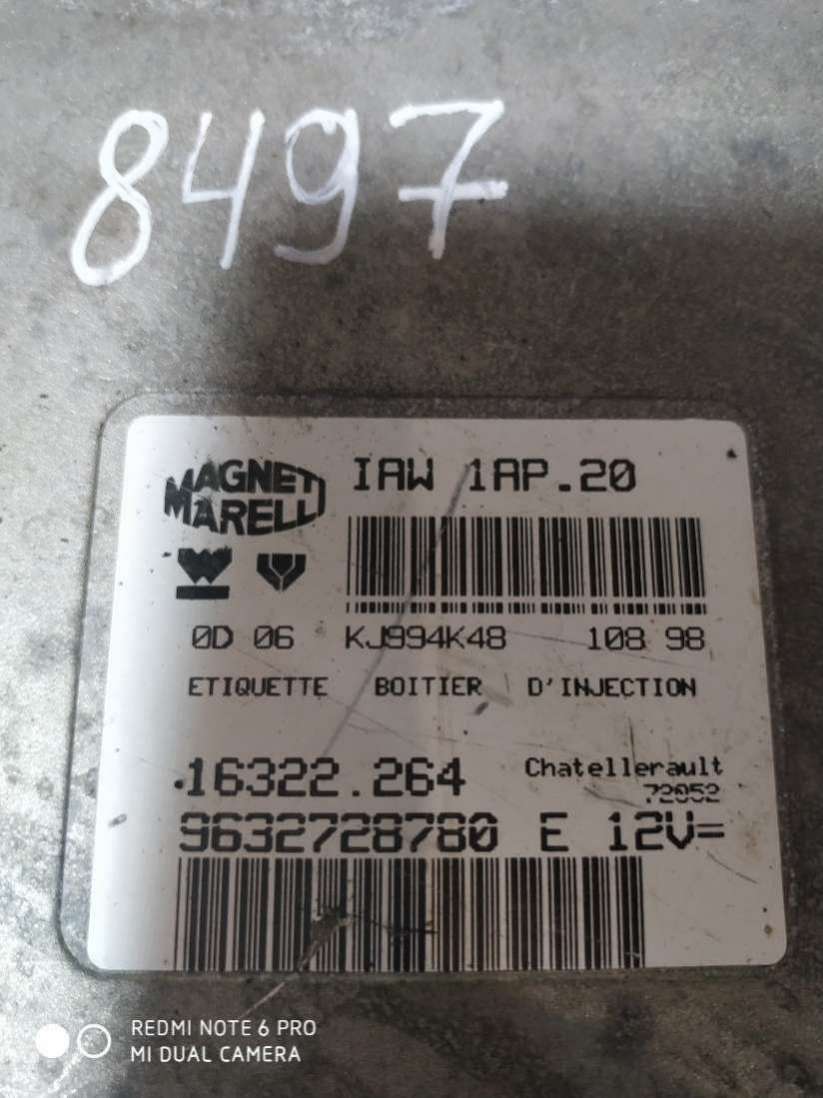 8497
MAGNETI
MARELLI
IAW 1AP.20
0D 06 KJ994K48 108 98
ETIQUETTE BOITIER D'INJECTION
16322.264 Chatellerault
72052
9632728780 E 12V=
REDMI NOTE 6 PRO
MI DUAL CAMERA